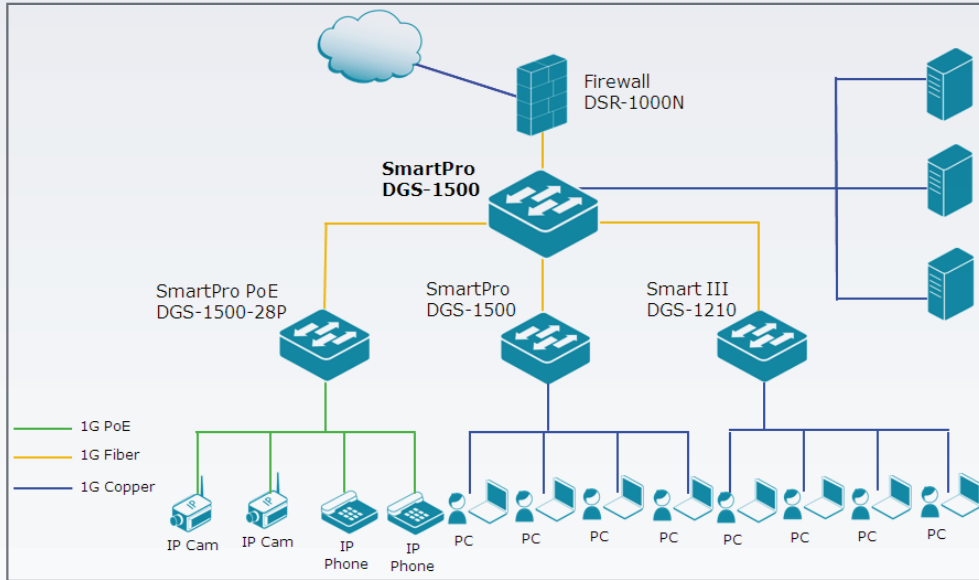 Firewall
DSR-1000N
SmartPro
DGS-1500
SmartPro PoE
DGS-1500-28P
SmartPro
DGS-1500
Smart III
DGS-1210
1G PoE
1G Fiber
1G Copper
IP
IP
IP Cam
IP Cam
IP
Phone
IP
Phone
PC
PC
PC
PC
PC
PC
PC
PC